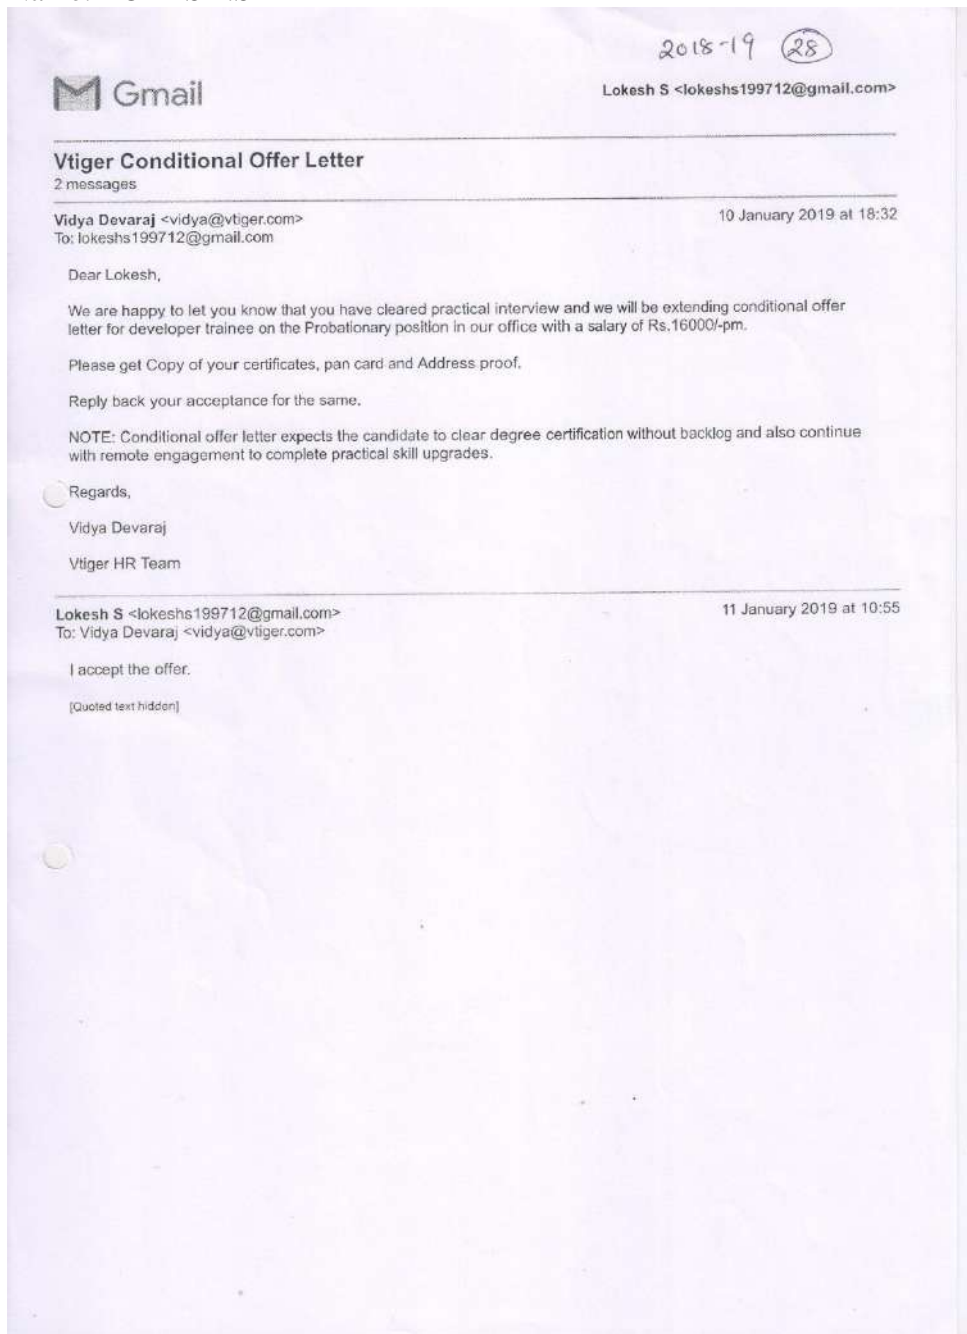 2018-19 28
Gmail
Lokesh S <lokeshs199712@gmail.com>
Vtiger Conditional Offer Letter
2 messages
Vidya Devaraj <vidya@vtiger.com>
10 January 2019 at 18:32
To: lokeshs199712@gmail.com
Dear Lokesh,
We are happy to let you know that you have cleared practical interview and we will be extending conditional offer
letter for developer trainee on the Probationary position in our office with a salary of Rs.16000/-pm.
Please get Copy of your certificates, pan card and Address proof.
Reply back your acceptance for the same.
NOTE: Conditional offer letter expects the candidate to clear degree certification without backlog and also continue
with remote engagement to complete practical skill upgrades.
Regards,
Vidya Devaraj
Vtiger HR Team
Lokesh S <lokeshs199712@gmail.com>
11 January 2019 at 10:55
To: Vidya Devaraj <vidya@vtiger.com>
I accept the offer.
[Quoted text hidden]